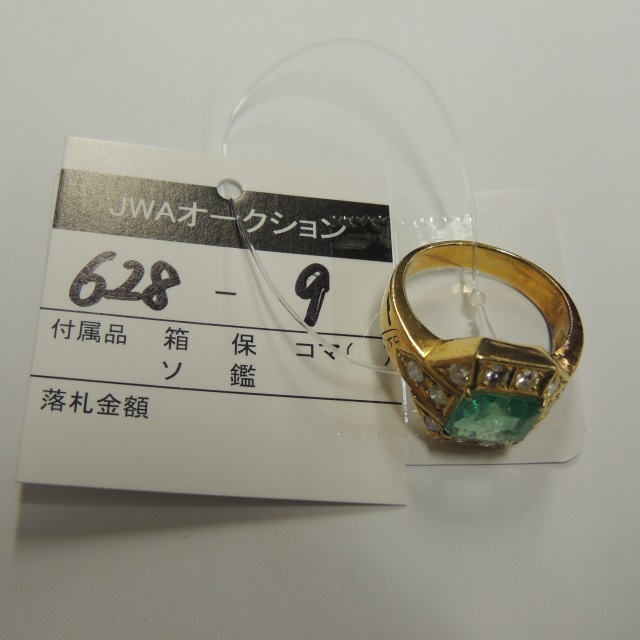 JWAオークション
628 - 9
付属品 箱 保 コマ(
ソ 鑑
落札金額